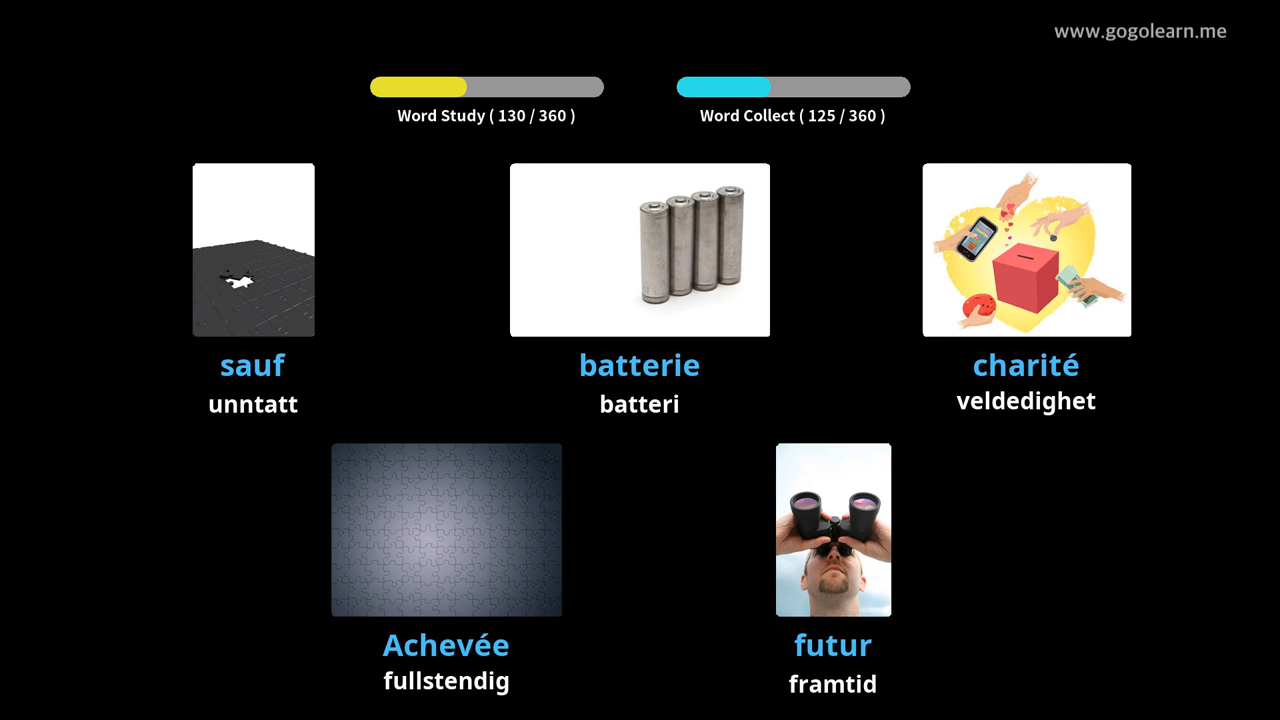 www.gogolearn.me
Word Study ( 130 / 360 )
Word Collect ( 125 / 360 )
sauf
unntatt
batterie
batteri
charité
veldedighet
Achevée
fullstendig
futur
framtid